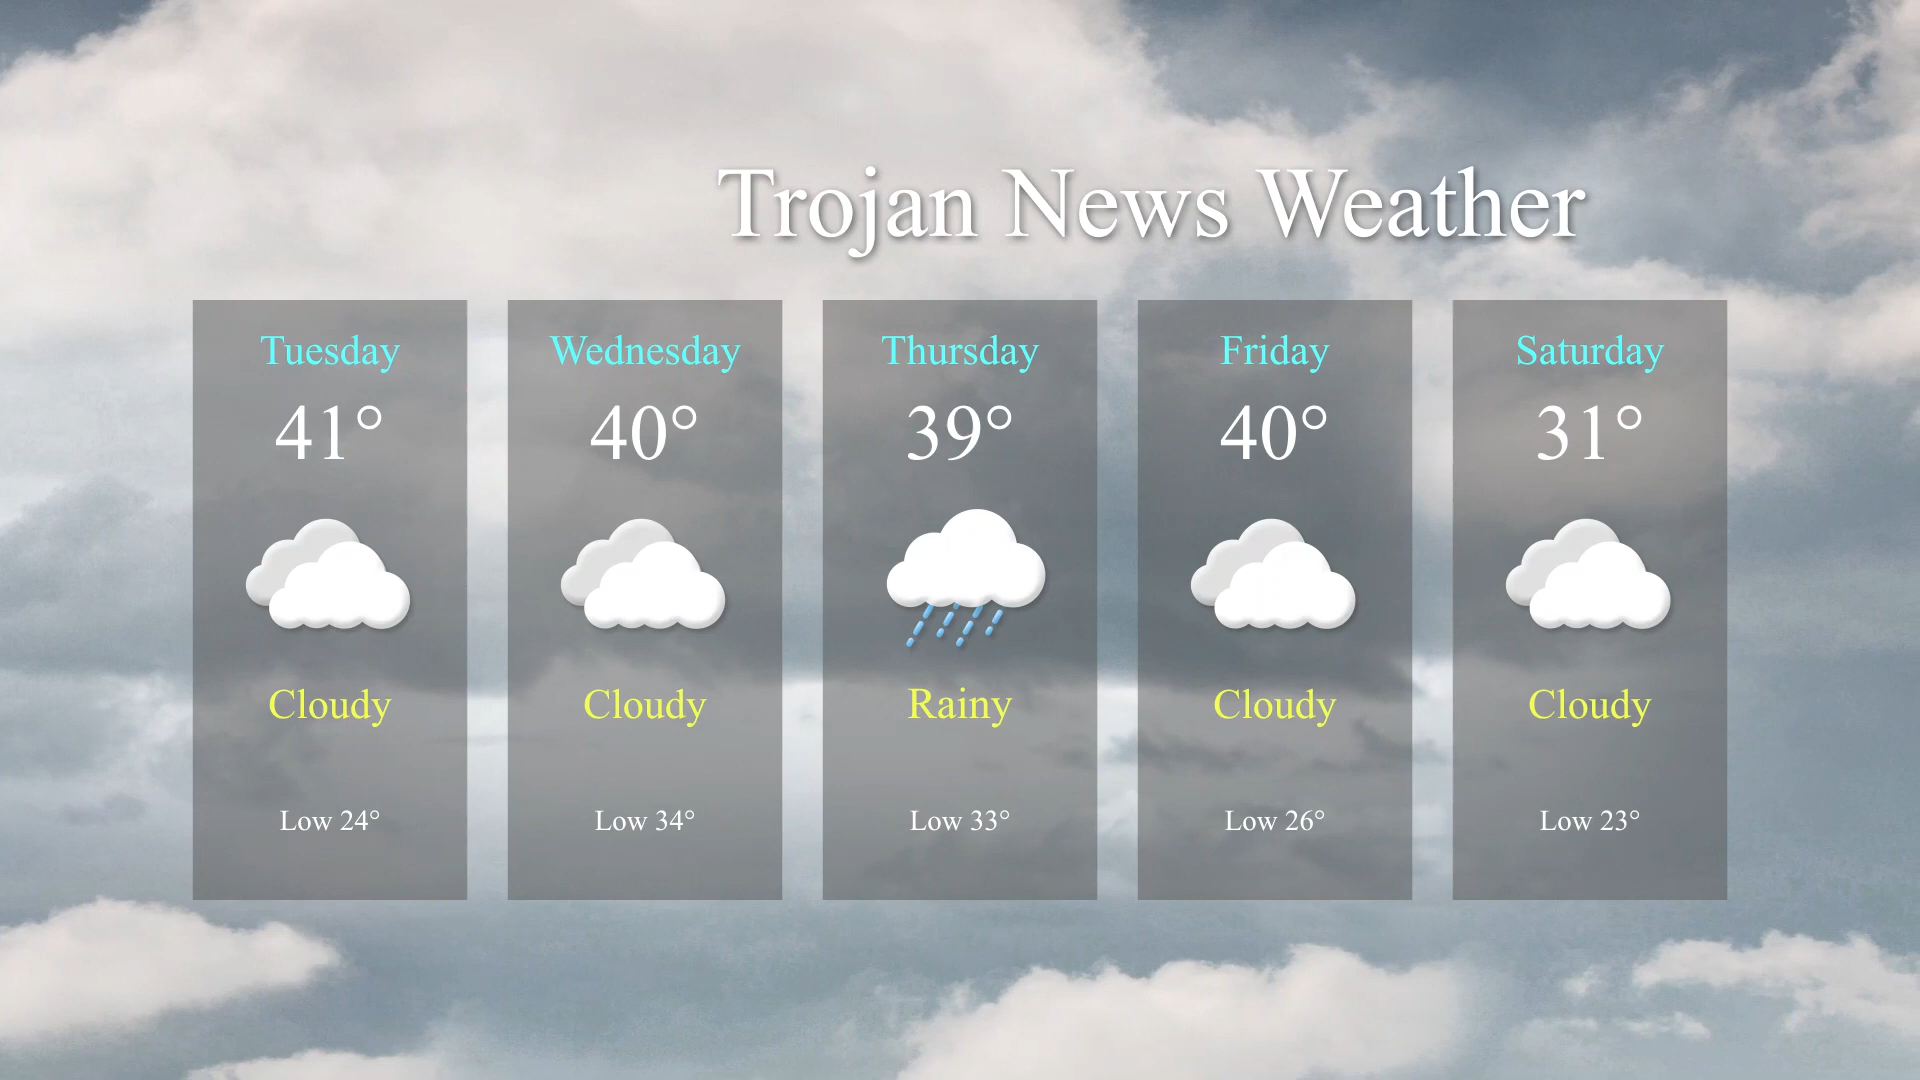 Trojan News Weather
Tuesday
41°
Cloudy
Low 24°
Wednesday
40°
Cloudy
Low 34°
Thursday
39°
Rainy
Low 33°
Friday
40°
Cloudy
Low 26°
Saturday
31°
Cloudy
Low 23°